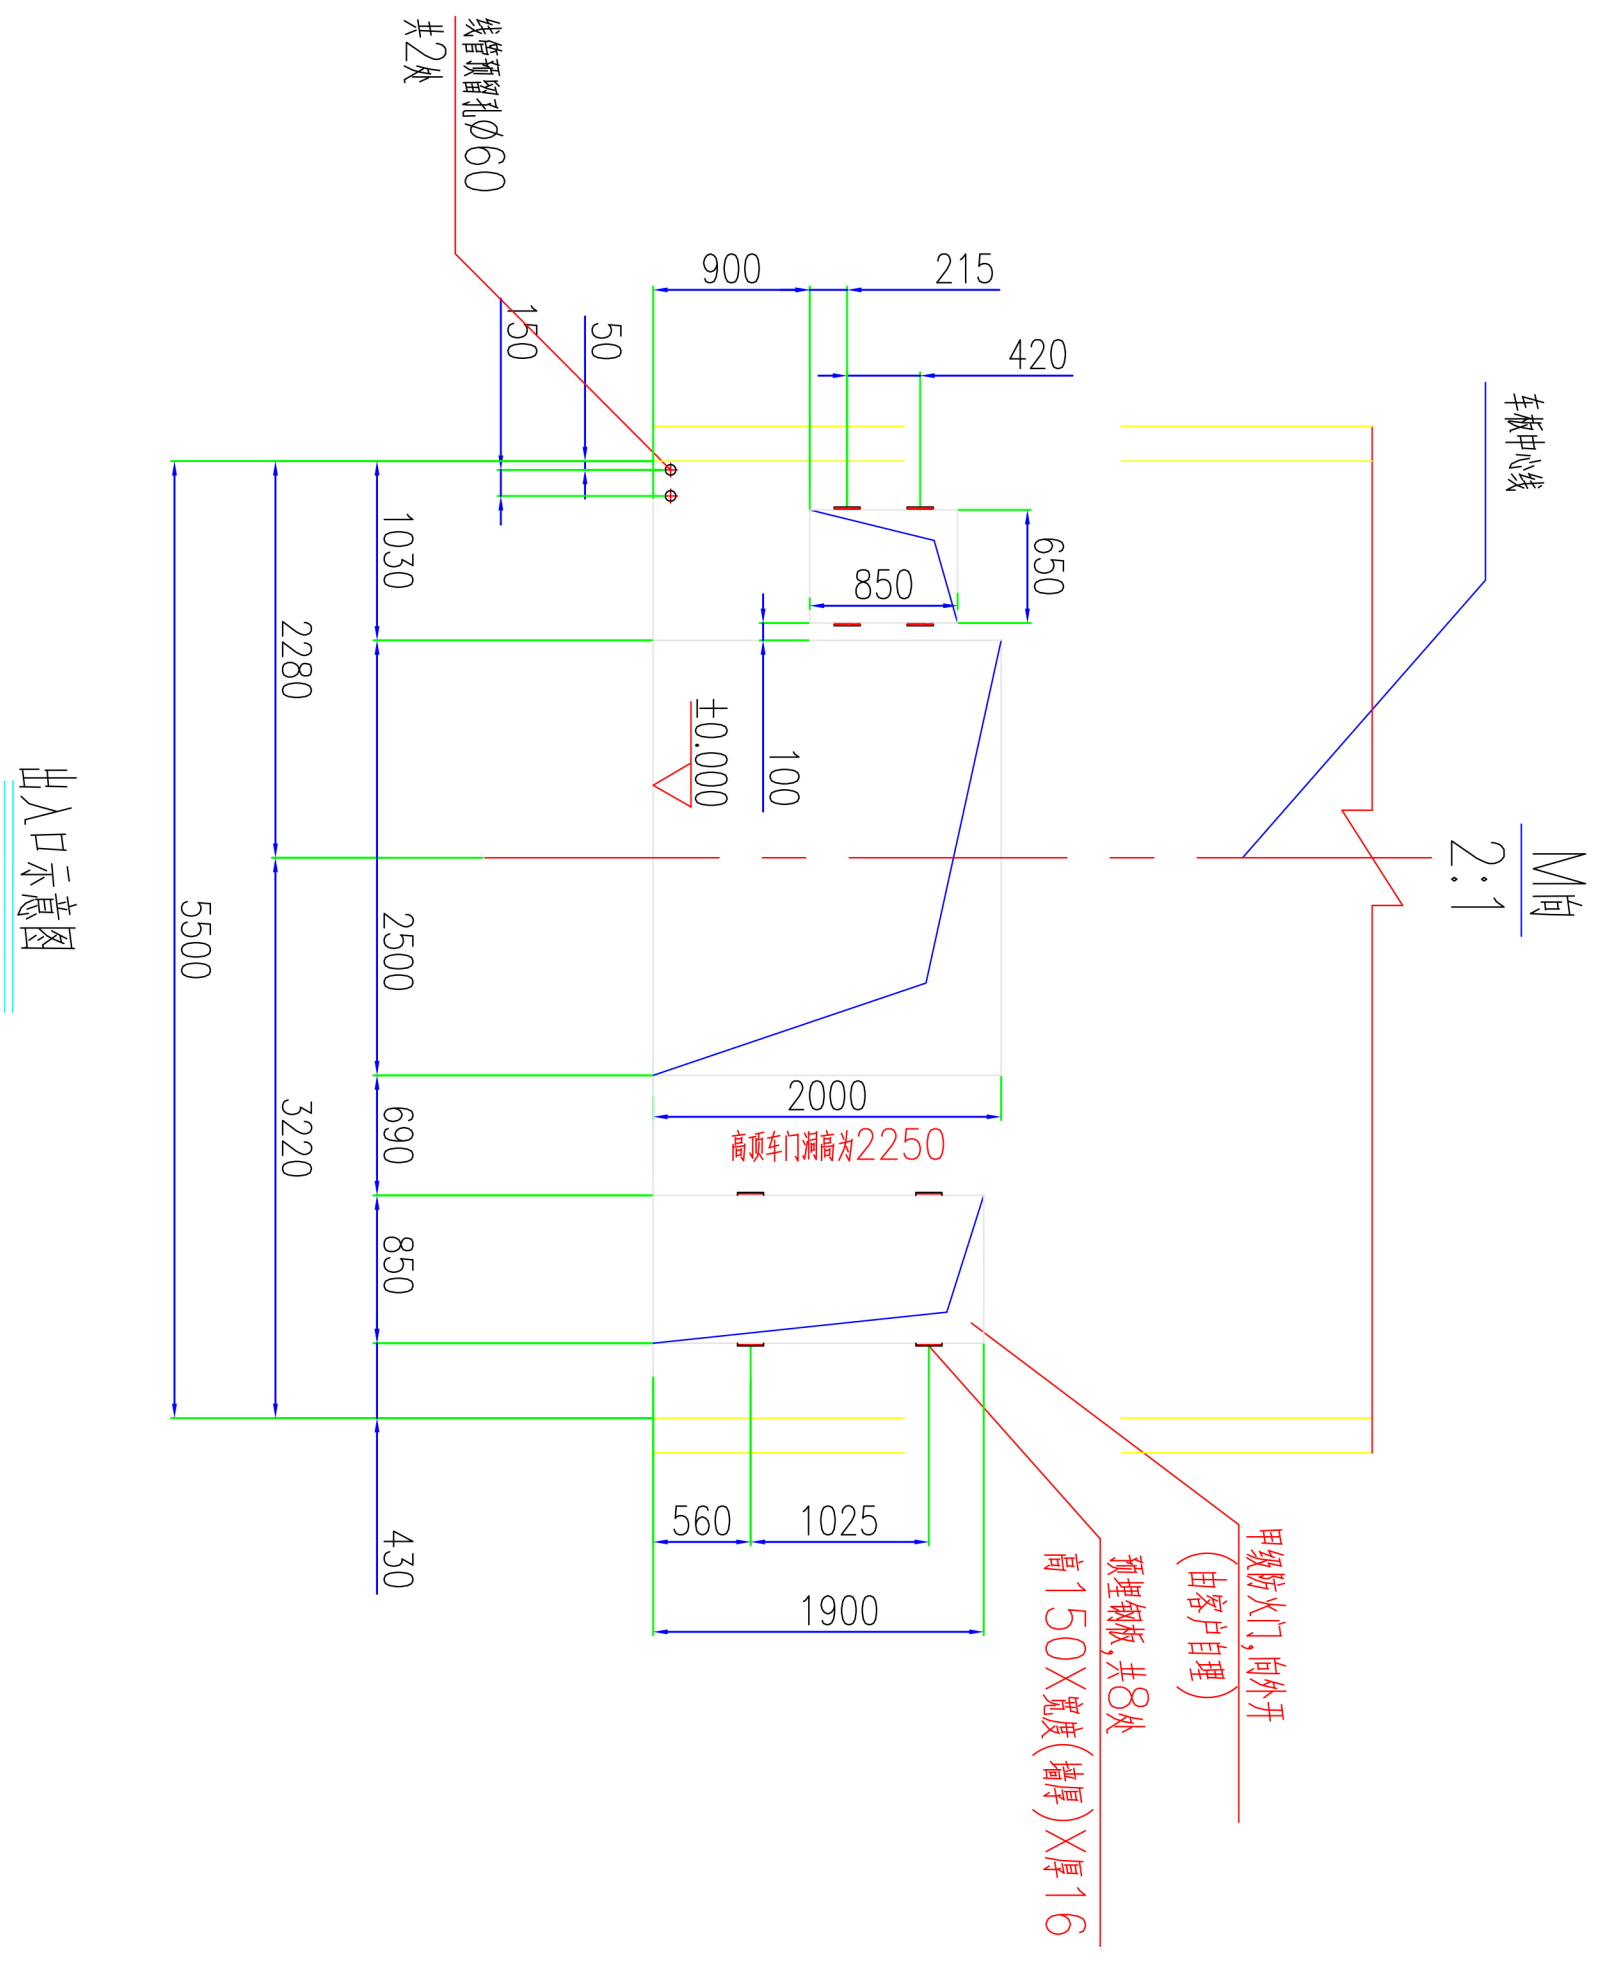 M向
2:1
车板中心线
线管预留孔Ø60
共2处
900
215
420
50
150
650
850
1030
100
2280
±0.000
2500
5500
2000
高顶车门洞高为2250
690
3220
850
430
560
1025
1900
甲级防火门,向外开
(由客户自理)
预埋钢板,共8处
高150X宽度(墙厚)X厚16
出入口示意图